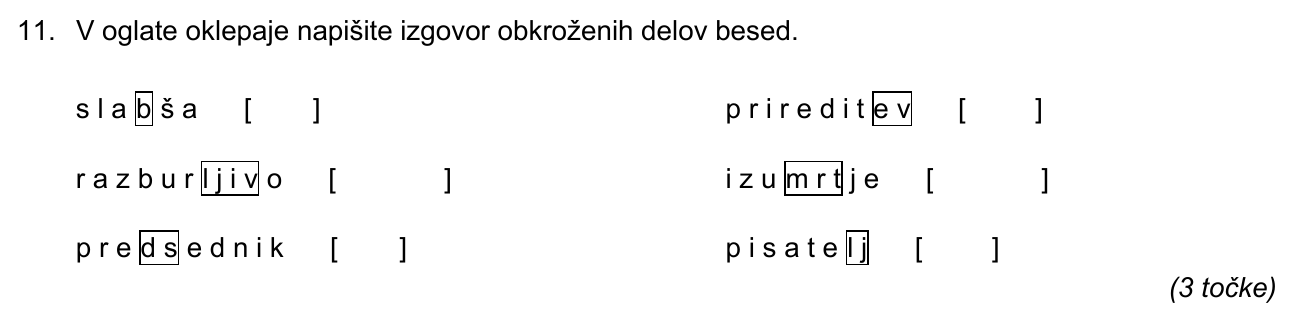 11. V oglate oklepaje napišite izgovor obkroženih delov besed.
slabša [ ] prireditev [ ]
razburljivo [ ] izumrtje [ ]
predsednik [ ] pisatelj [ ]
(3 točke)